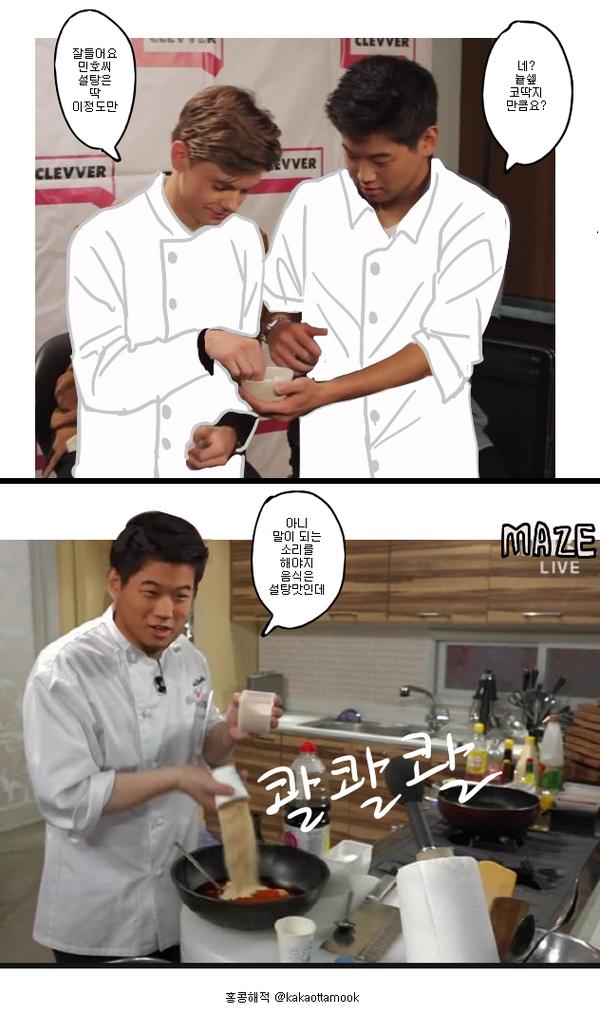 CLEVVER
CLEVVER
CLEVVER
잘들어요
민호씨
설탕은
딱
이정도만
네?
뉼쉩
코딱지
만큼요?
아니
말이 되는
소리를
해야지
음식은
설탕맛인데
MAZE
LIVE
콸콸콸
홍콩해적 @kakaottamook